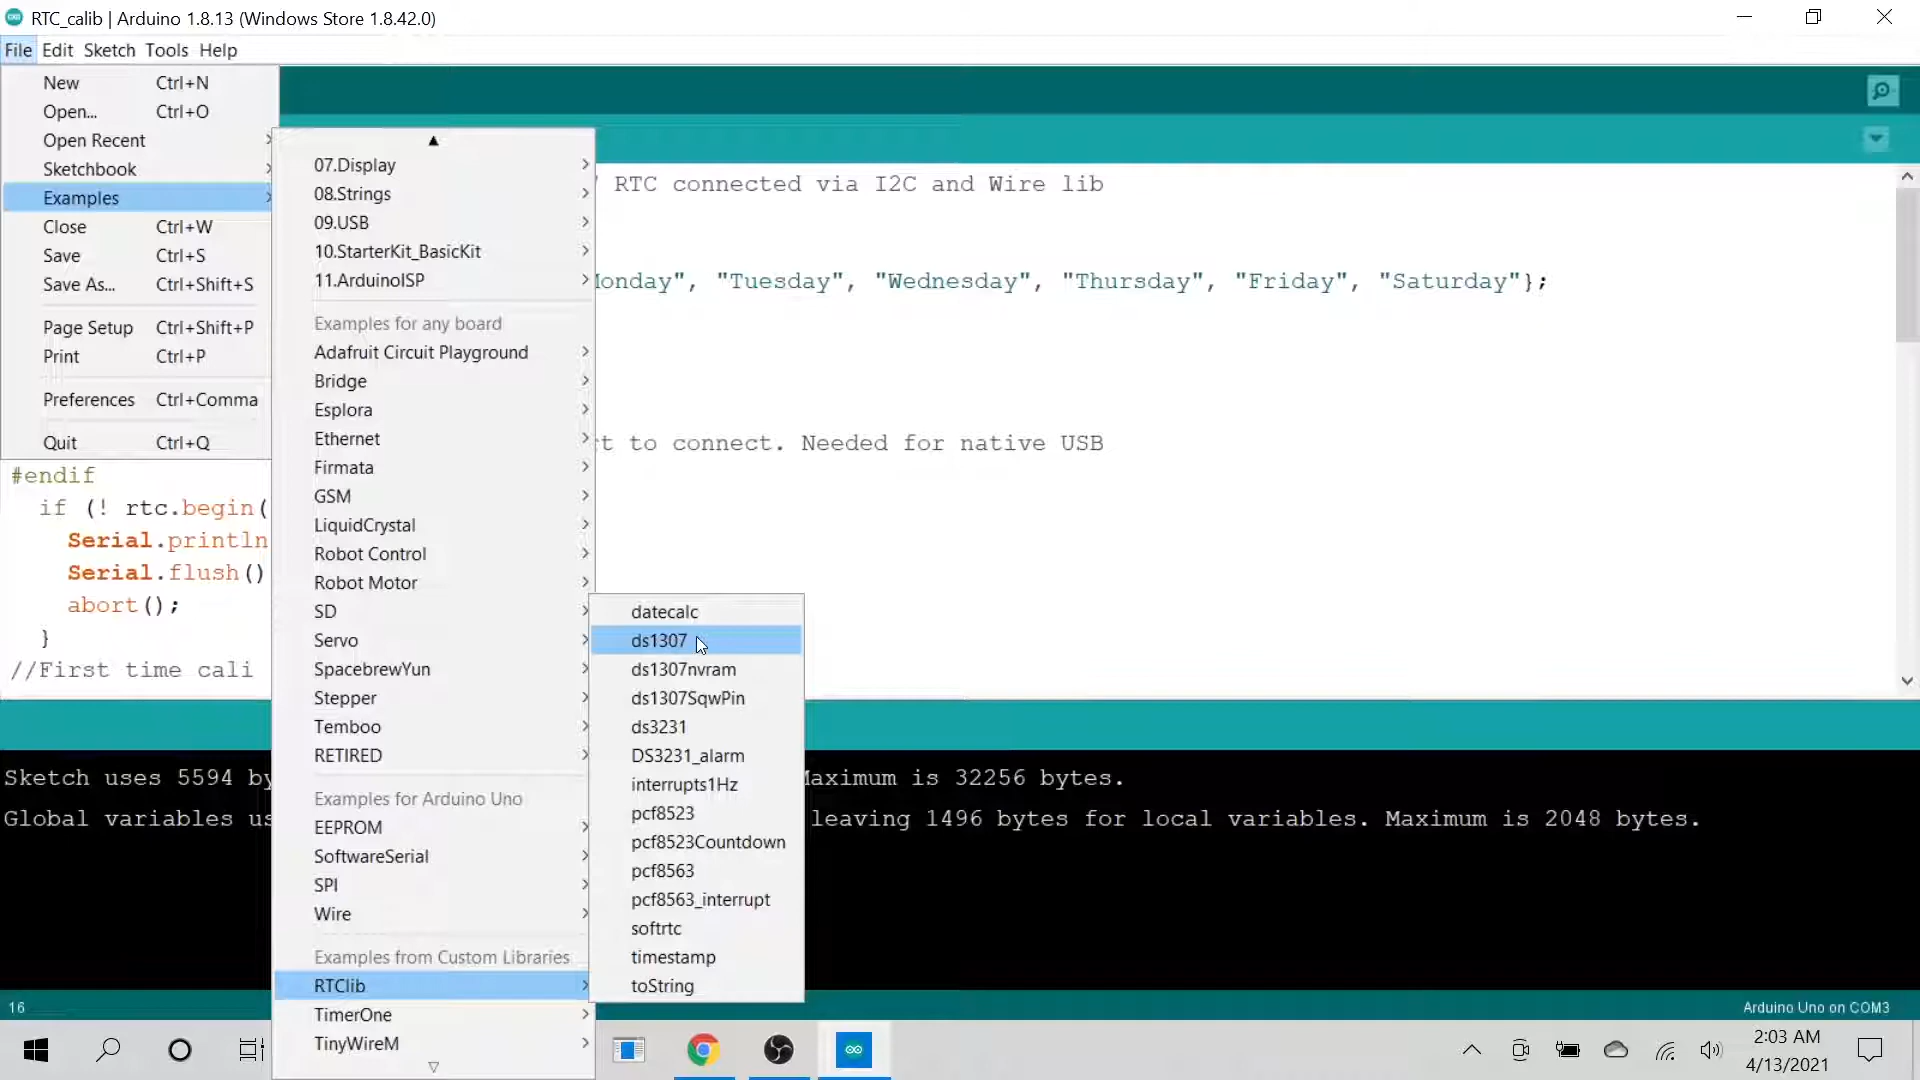 RTC_calib | Arduino 1.8.13 (Windows Store 1.8.42.0)
File Edit Sketch Tools Help
New Ctrl+N
Open... Ctrl+O
Open Recent
Sketchbook
Examples
Close Ctrl+W
Save Ctrl+S
Save As... Ctrl+Shift+S
Page Setup Ctrl+Shift+P
Print Ctrl+P
Preferences Ctrl+Comma
Quit Ctrl+Q
07.Display
08.Strings
09.USB
10.StarterKit_BasicKit
11.ArduinoISP
Examples for any board
Adafruit Circuit Playground
Bridge
Esplora
Ethernet
Firmata
GSM
LiquidCrystal
Robot Control
Robot Motor
SD
Servo
SpacebrewYun
Stepper
Temboo
RETIRED
Examples for Arduino Uno
EEPROM
SoftwareSerial
SPI
Wire
Examples from Custom Libraries
RTClib
TimerOne
TinyWireM
datecalc
ds1307
ds1307nvram
ds1307SqwPin
ds3231
DS3231_alarm
interrupts1Hz
pcf8523
pcf8523Countdown
pcf8563
pcf8563_interrupt
softrtc
timestamp
toString
RTC connected via I2C and Wire lib
onday", "Tuesday", "Wednesday", "Thursday", "Friday", "Saturday"};
t to connect. Needed for native USB
#endif
if (! rtc.begin(
Serial.println
Serial.flush()
abort();
}
//First time cali
Sketch uses 5594 by Maximum is 32256 bytes.
Global variables us leaving 1496 bytes for local variables. Maximum is 2048 bytes.
16 Arduino Uno on COM3
2:03 AM
4/13/2021